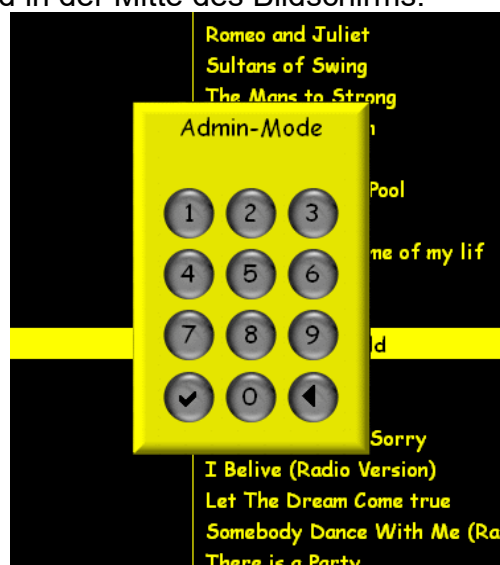 in der Mitte des Bildschirms.
Romeo and Juliet
Sultans of Swing
The Mans to Strong
Admin-Mode
Pool
1 2 3
me of my lif
4 5 6
7 8 9
ld
0
Sorry
I Belive (Radio Version)
Let The Dream Come true
Somebody Dance With Me (Ra
There is a Party